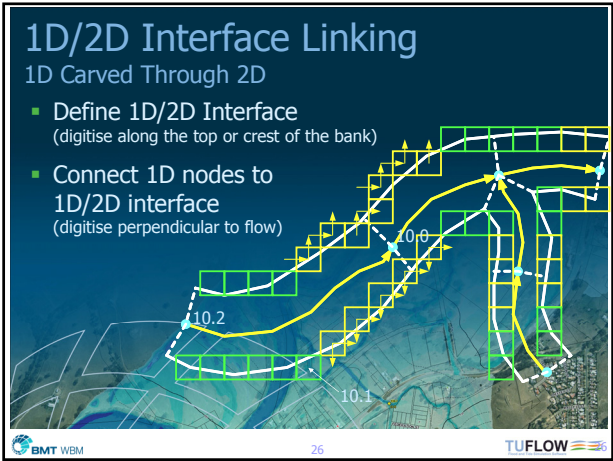 1D/2D Interface Linking
1D Carved Through 2D
Define 1D/2D Interface
(digitise along the top or crest of the bank)
Connect 1D nodes to
1D/2D interface
(digitise perpendicular to flow)
10.0
10.2
10.1
BMT WBM
26
TUFLOW
26